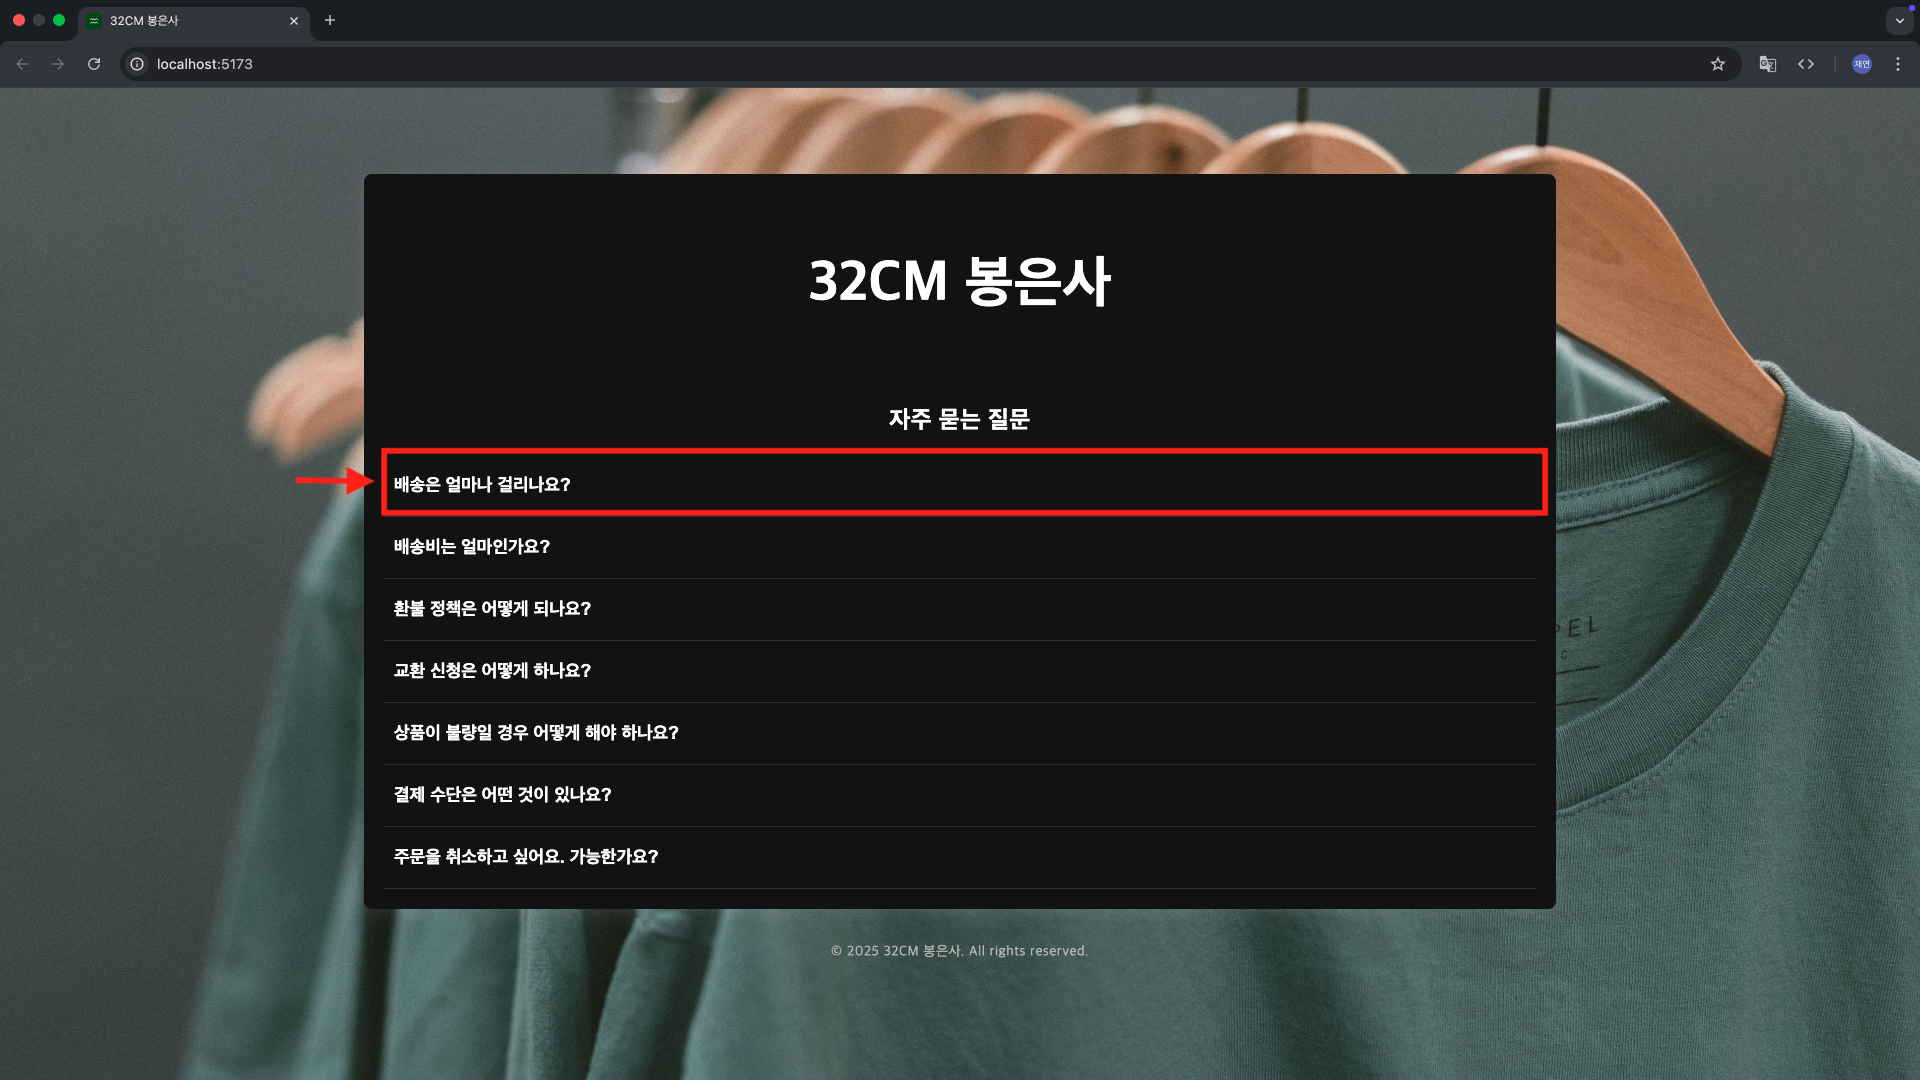 32CM 봉은사
localhost:5173
재연
32CM 봉은사
자주 묻는 질문
배송은 얼마나 걸리나요?
배송비는 얼마인가요?
환불 정책은 어떻게 되나요?
교환 신청은 어떻게 하나요?
상품이 불량일 경우 어떻게 해야 하나요?
결제 수단은 어떤 것이 있나요?
주문을 취소하고 싶어요. 가능한가요?
© 2025 32CM 봉은사. All rights reserved.